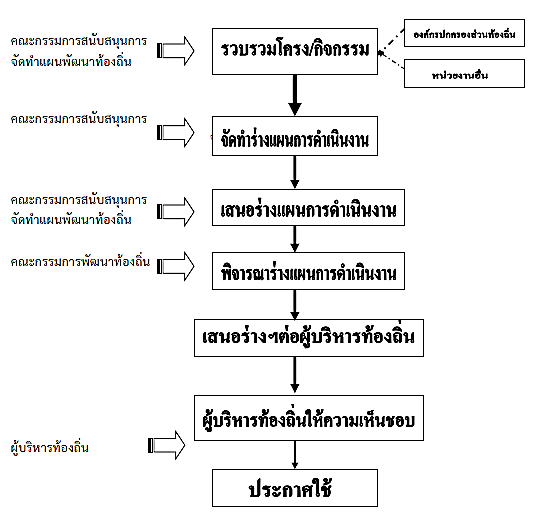 คณะกรรมการสนับสนุนการ
จัดทำแผนพัฒนาท้องถิ่น
รวบรวมโครง/กิจกรรม
องค์กรปกครองส่วนท้องถิ่น
หน่วยงานอื่น
คณะกรรมการสนับสนุนการ
จัดทำร่างแผนการดำเนินงาน
คณะกรรมการสนับสนุนการ
จัดทำแผนพัฒนาท้องถิ่น
เสนอร่างแผนการดำเนินงาน
คณะกรรมการพัฒนาท้องถิ่น
พิจารณาร่างแผนการดำเนินงาน
เสนอร่างฯต่อผู้บริหารท้องถิ่น
ผู้บริหารท้องถิ่นให้ความเห็นชอบ
ผู้บริหารท้องถิ่น
ประกาศใช้